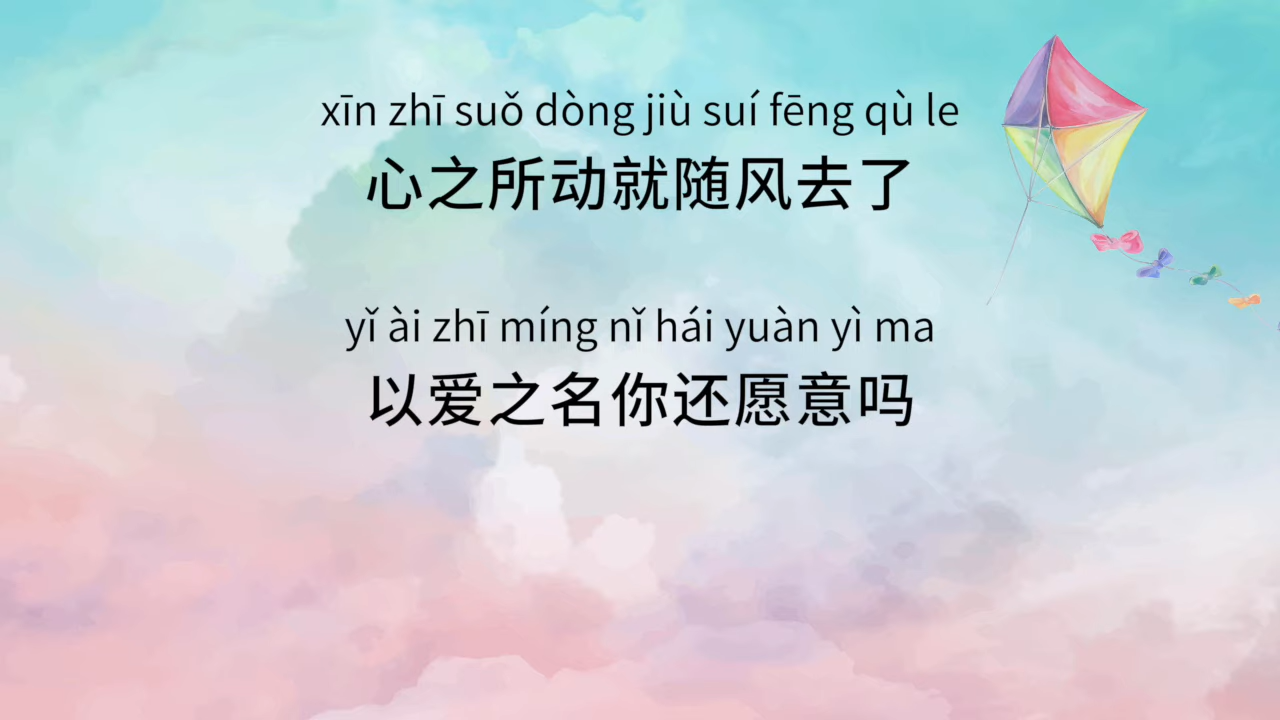 xīn zhī suǒ dòng jiù suí fēng qù le
心之所动就随风去了
yǐ ài zhī míng nǐ hái yuàn yì ma
以爱之名你还愿意吗